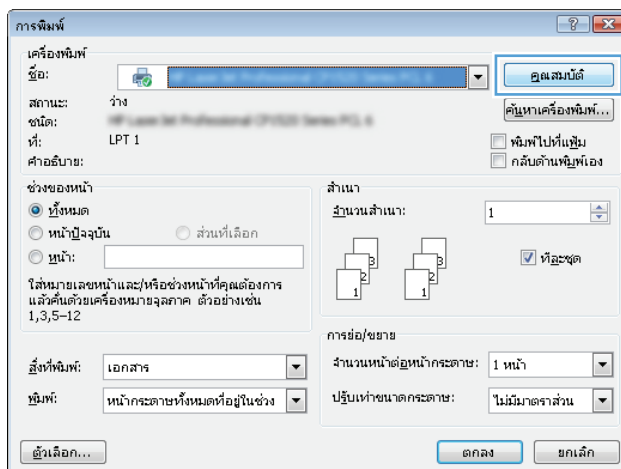 การพิมพ์
เครื่องพิมพ์
ชื่อ:
คุณสมบัติ
สถานะ: ว่าง
ค้นหาเครื่องพิมพ์...
ชนิด:
ที่: LPT 1
พิมพ์ไปที่แฟ้ม
คำอธิบาย:
กลับด้านพิมพ์เอง
ช่วงของหน้า
ทั้งหมด
หน้าปัจจุบัน ส่วนที่เลือก
หน้า:
ใส่หมายเลขหน้าและ/หรือช่วงหน้าที่คุณต้องการ
แล้วคั่นด้วยเครื่องหมายจุลภาค ตัวอย่างเช่น
1,3,5–12
สำเนา
จำนวนสำเนา: 1
3 3
2 2
1 1
ทีละชุด
สิ่งที่พิมพ์: เอกสาร
พิมพ์: หน้ากระดาษทั้งหมดที่อยู่ในช่วง
การย่อ/ขยาย
จำนวนหน้าต่อหน้ากระดาษ: 1 หน้า
ปรับเท่าขนาดกระดาษ: ไม่มีมาตราส่วน
ตัวเลือก...
ตกลง
ยกเลิก